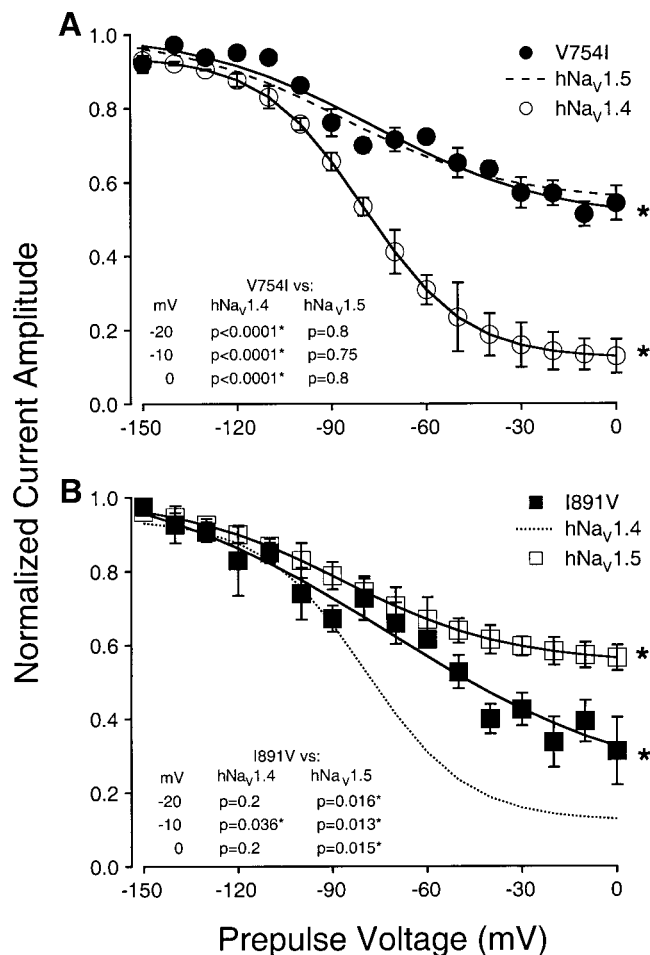 A
V754I
hNav1.5
hNav1.4
1.0
0.8
0.6
0.4
0.2
0.0
*
*
V754I vs:
mV hNav1.4 hNav1.5
-20 p<0.0001* p=0.8
-10 p<0.0001* p=0.75
0 p<0.0001* p=0.8
-150 -120 -90 -60 -30 0
Normalized Current Amplitude
B
I891V
hNav1.4
hNav1.5
1.0
0.8
0.6
0.4
0.2
0.0
*
*
I891V vs:
mV hNav1.4 hNav1.5
-20 p=0.2 p=0.016*
-10 p=0.036* p=0.013*
0 p=0.2 p=0.015*
-150 -120 -90 -60 -30 0
Prepulse Voltage (mV)